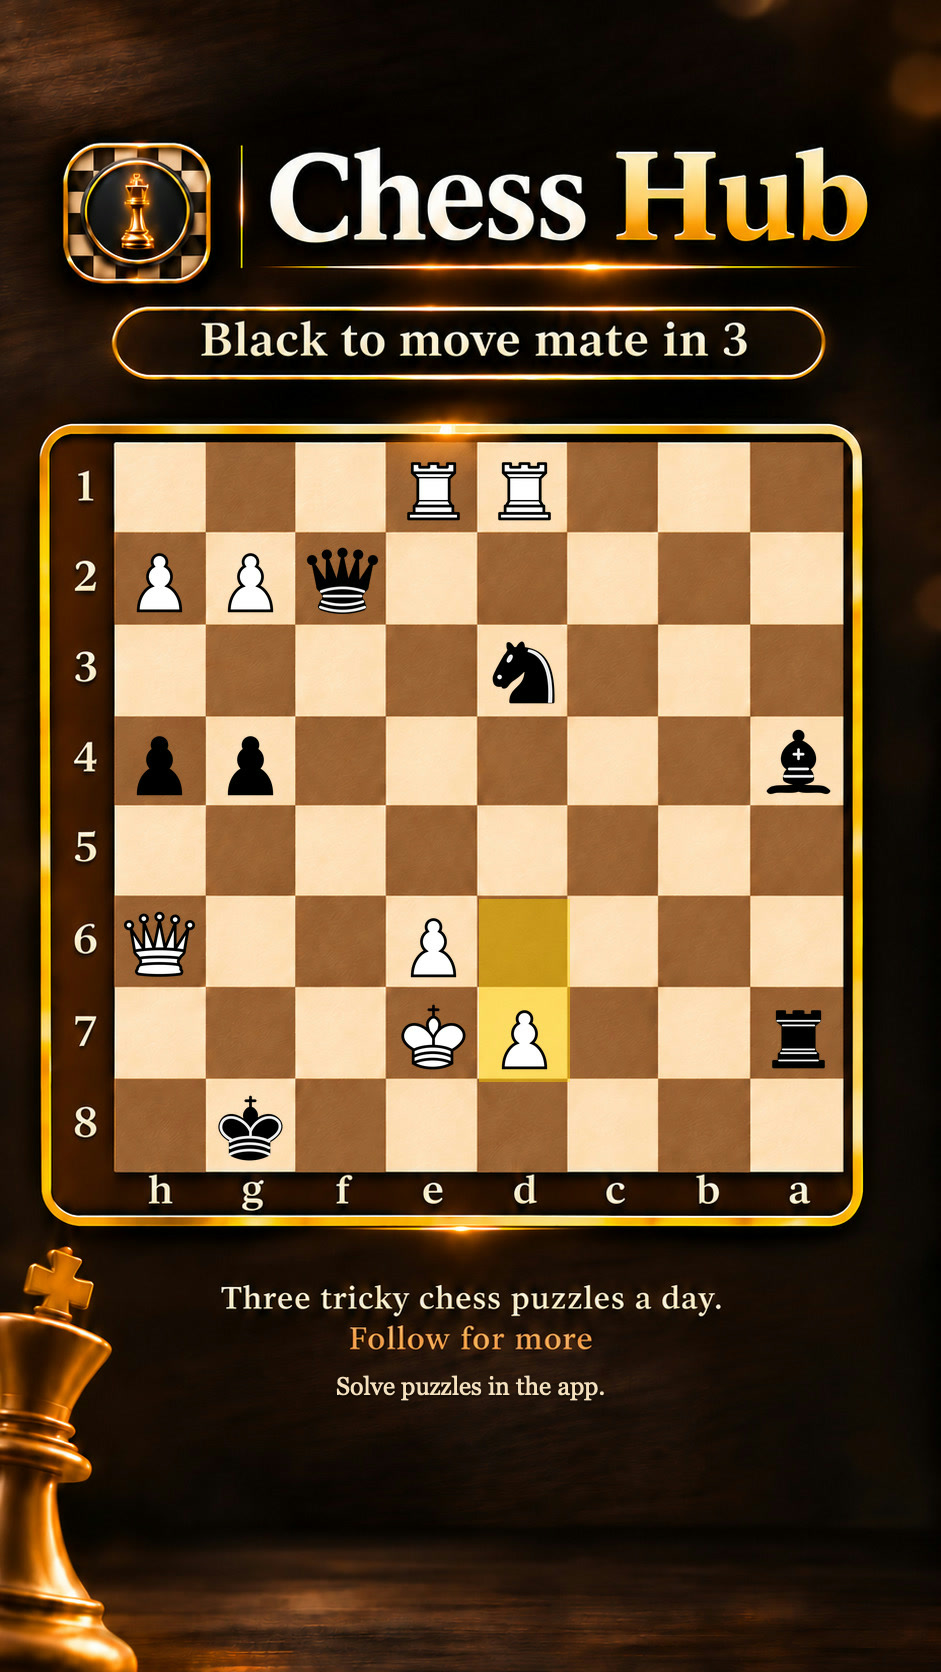 Chess Hub
Black to move mate in 3
1
2
3
4
5
6
7
8
h g f e d c b a
Three tricky chess puzzles a day.
Follow for more
Solve puzzles in the app.